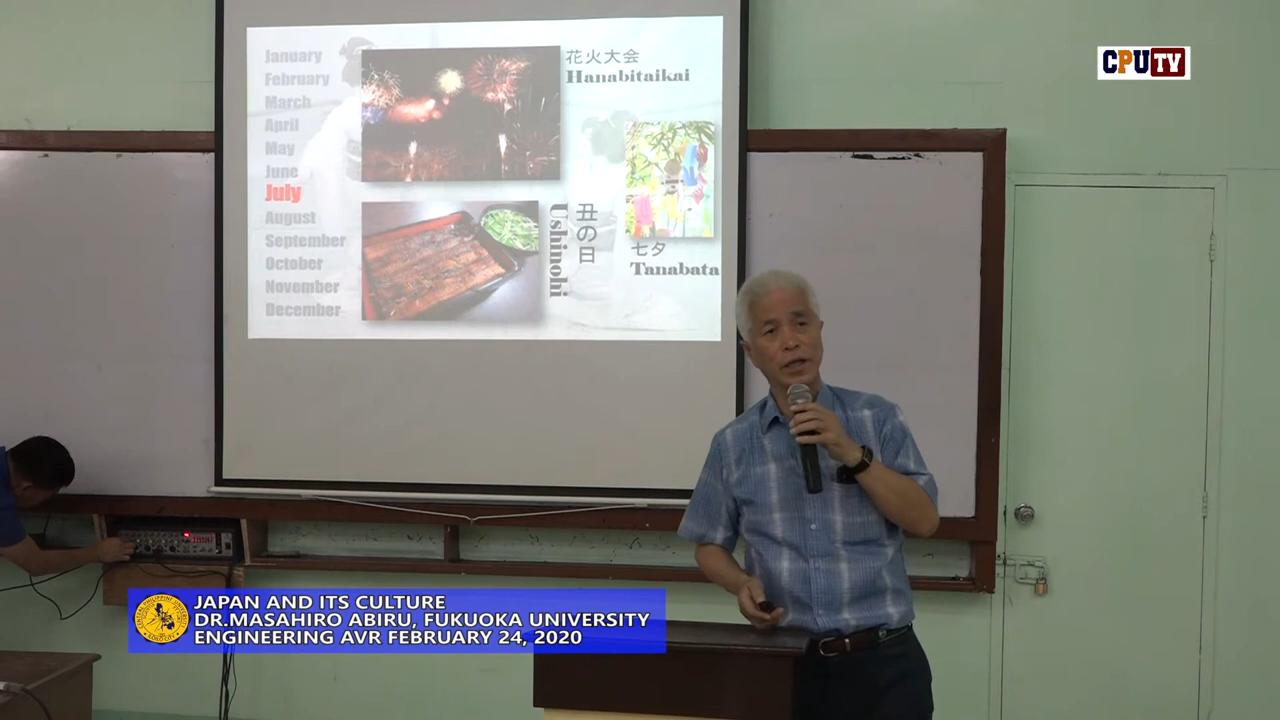 CPUTV
January
February
March
April
May
June
July
August
September
October
November
December
花火大会
Hanabitaikai
丑の日
Ushinohi
七夕
Tanabata
JAPAN AND ITS CULTURE
DR.MASAHIRO ABIRU, FUKUOKA UNIVERSITY
ENGINEERING AVR FEBRUARY 24, 2020